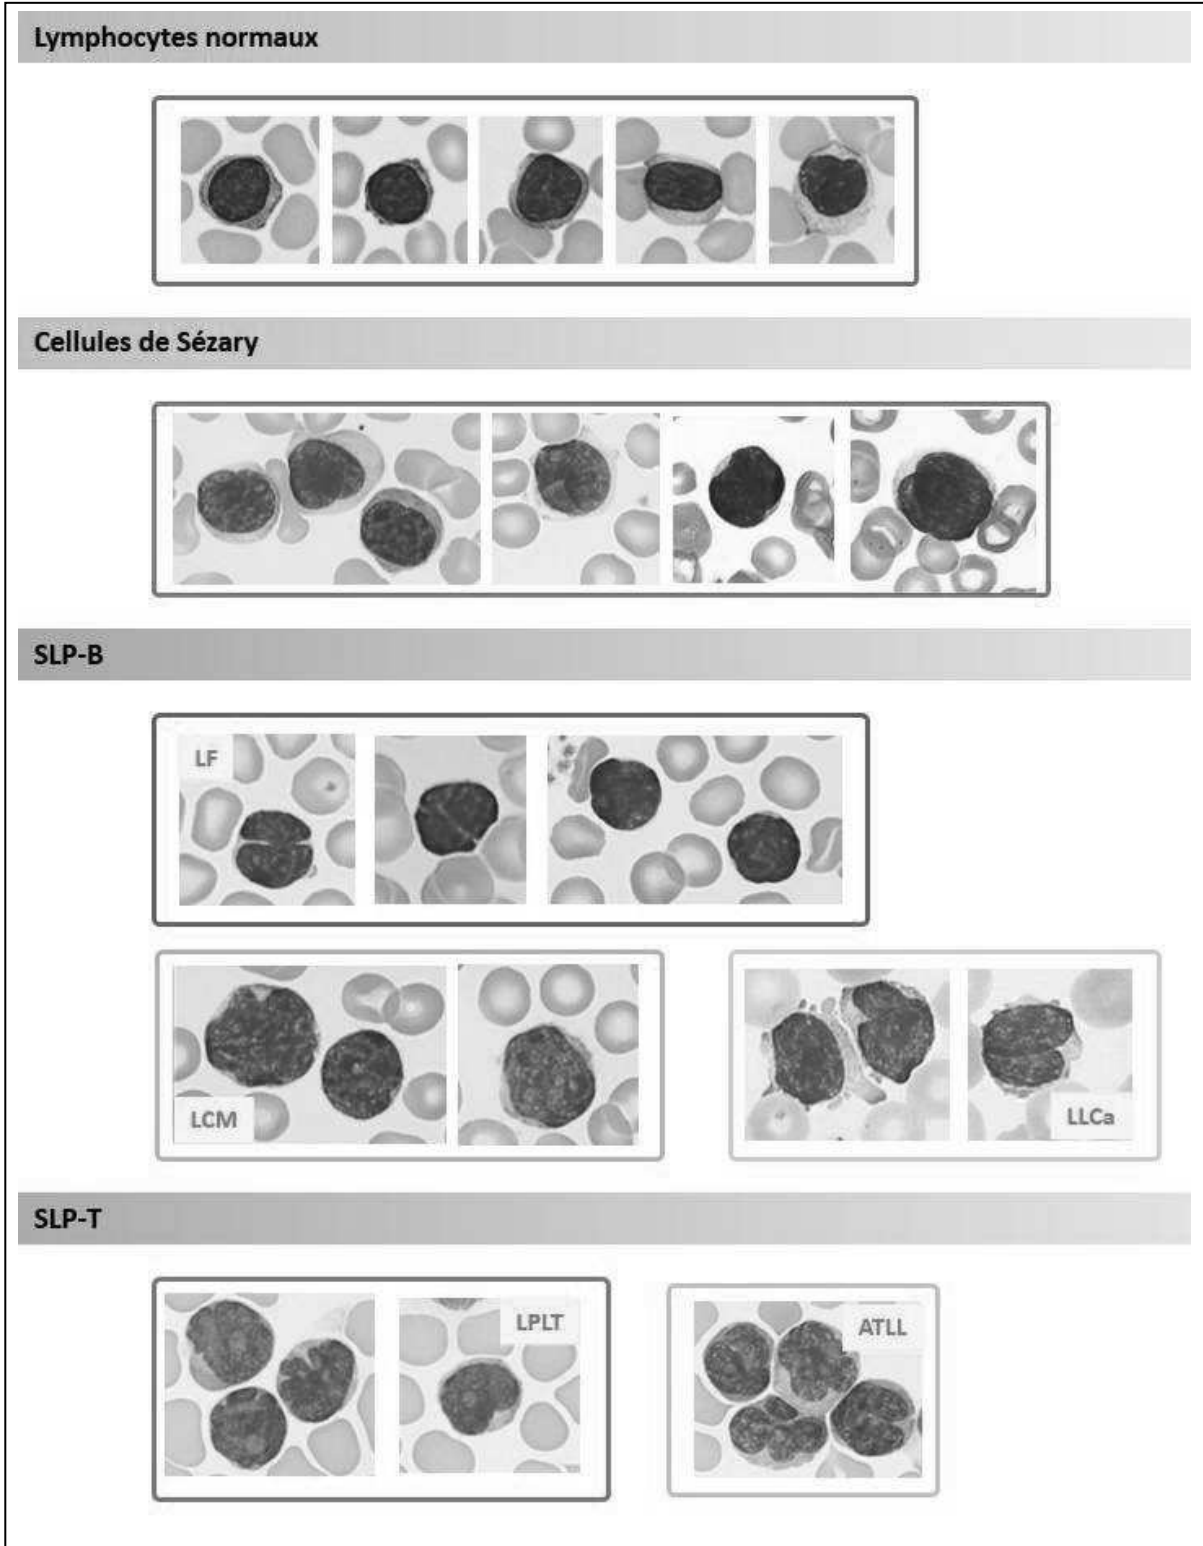 Lymphocytes normaux
Cellules de Sézary
SLP-B
LF
LCM
LLCa
SLP-T
LPLT
ATLL